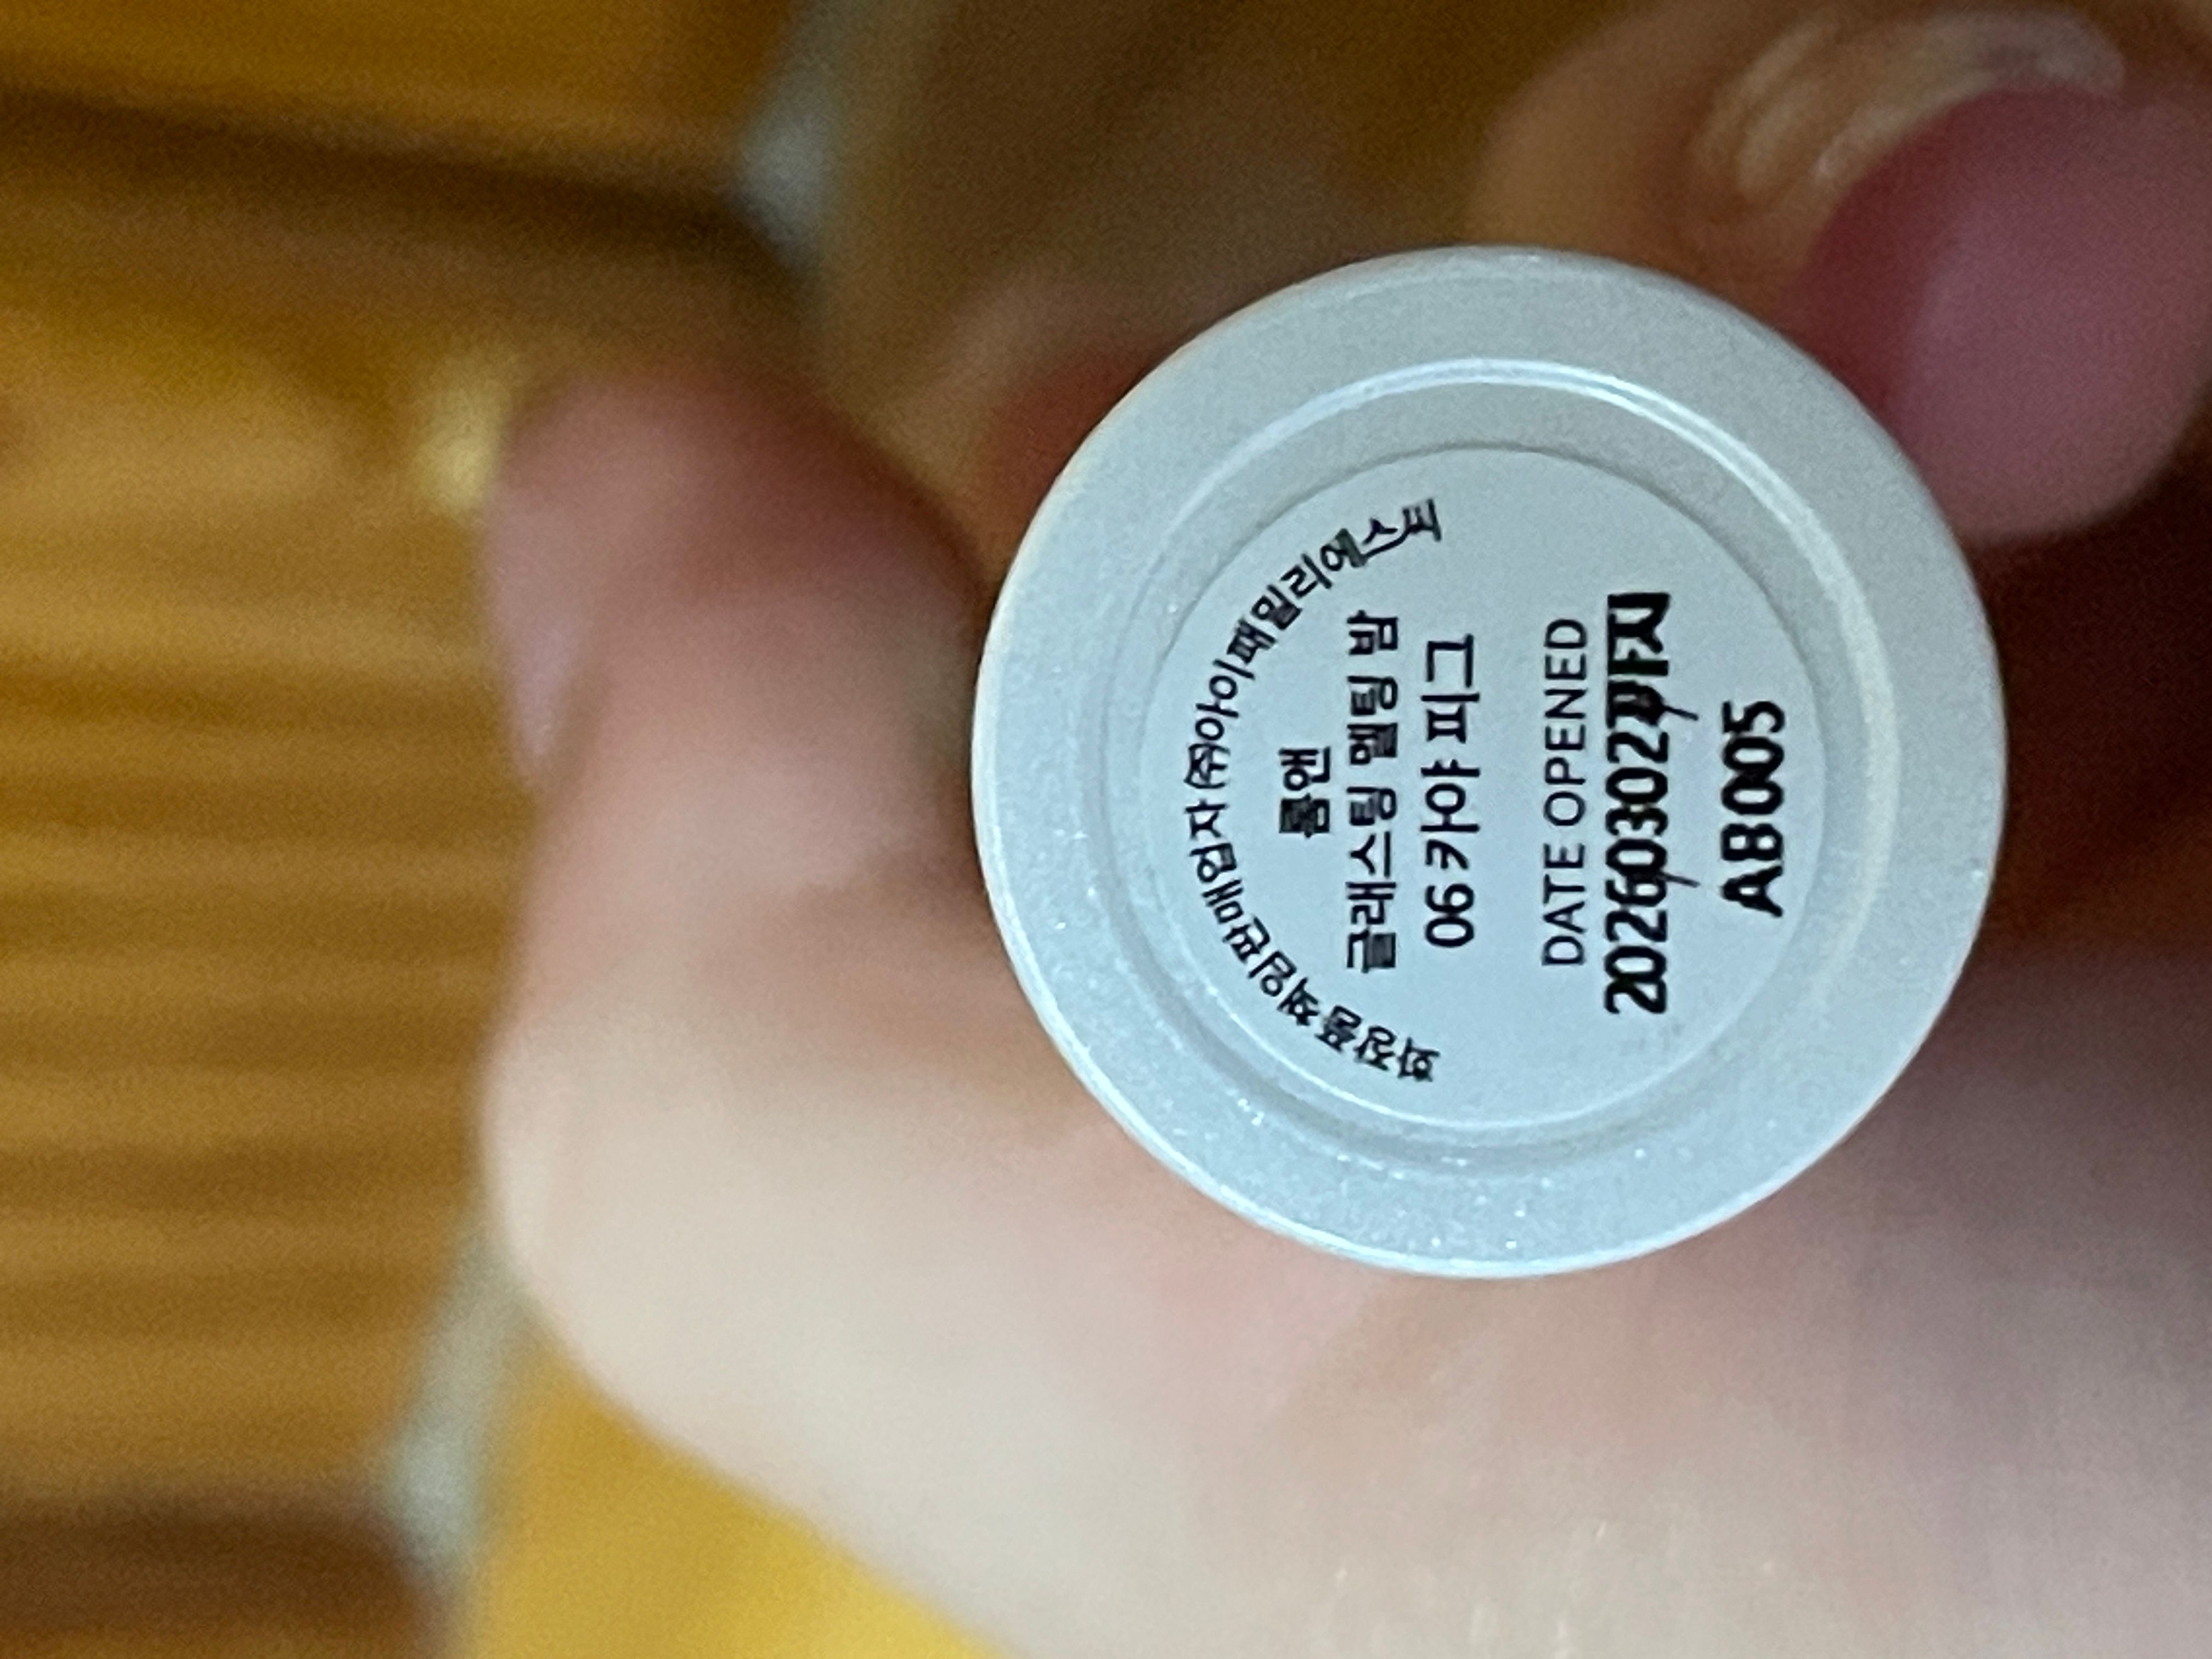 화장품책임판매업자 ㈜아이패밀리에스씨
롬앤
글래스팅 멜팅 밤
06 카야 피그
DATE OPENED
20260302까지
AB005